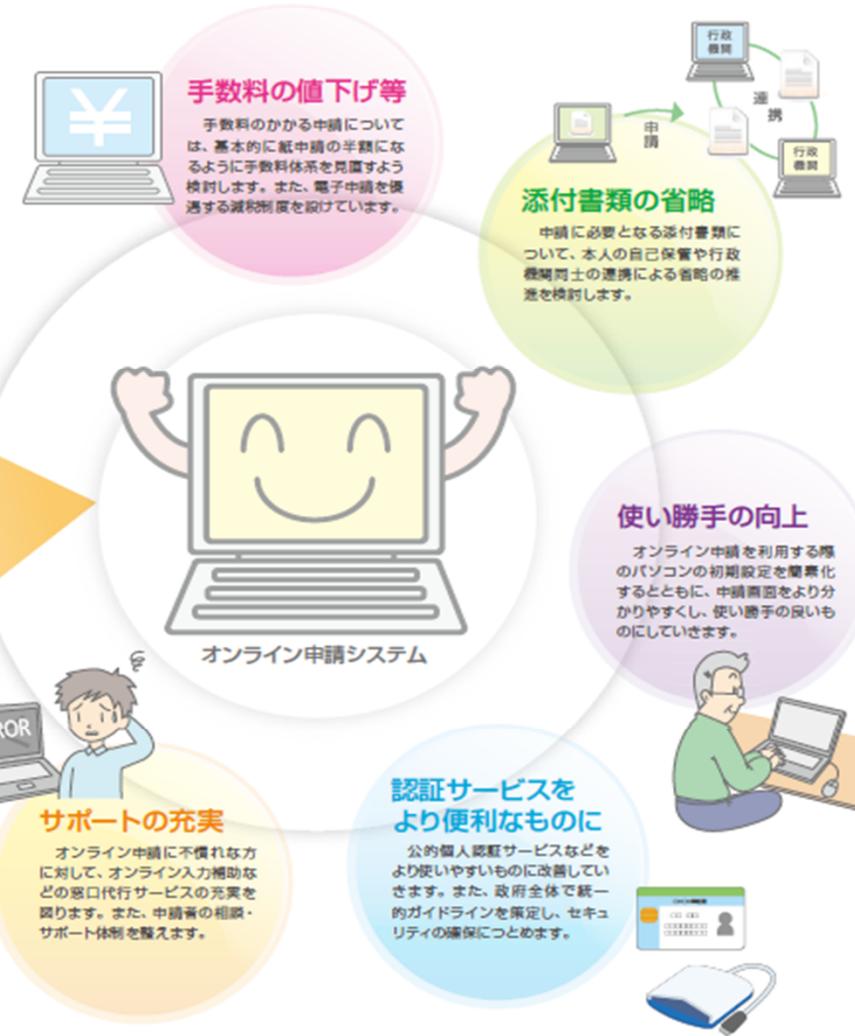 手数料の値下げ等
手数料のかかる申請について
は、基本的に紙申請の半額にな
るように手数料体系を見直すよう
検討します。また、電子申請を優
遇する減税制度を設けています。
行政
機関
連
携
申
請
行政
機関
添付書類の省略
申請に必要となる添付書類に
ついて、本人の自己保管や行政
機関同士の連携による省略の推
進を検討します。
使い勝手の向上
オンライン申請を利用する際
のパソコンの初期設定を簡素化
するとともに、申請画面をより分
かりやすくし、使い勝手の良いも
のにしていきます。
オンライン申請システム
ROR
サポートの充実
オンライン申請に不慣れな方
に対して、オンライン入力補助な
どの窓口代行サービスの充実を
図ります。また、申請者の相談・
サポート体制を整えます。
認証サービスを
より便利なものに
公的個人認証サービスなどを
より使いやすいものに改善してい
きます。また、政府全体で統一
的ガイドラインを策定し、セキュ
リティの確保につとめます。